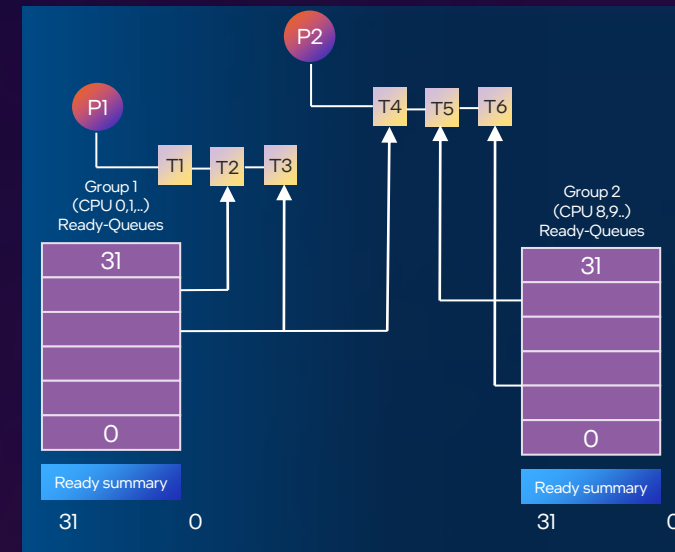 P2
P1
T4
T5
T6
T1
T2
T3
Group 1
(CPU 0,1,..)
Ready-Queues
Group 2
(CPU 8,9..)
Ready-Queues
31
31
0
0
Ready summary
Ready summary
31
0
31
0